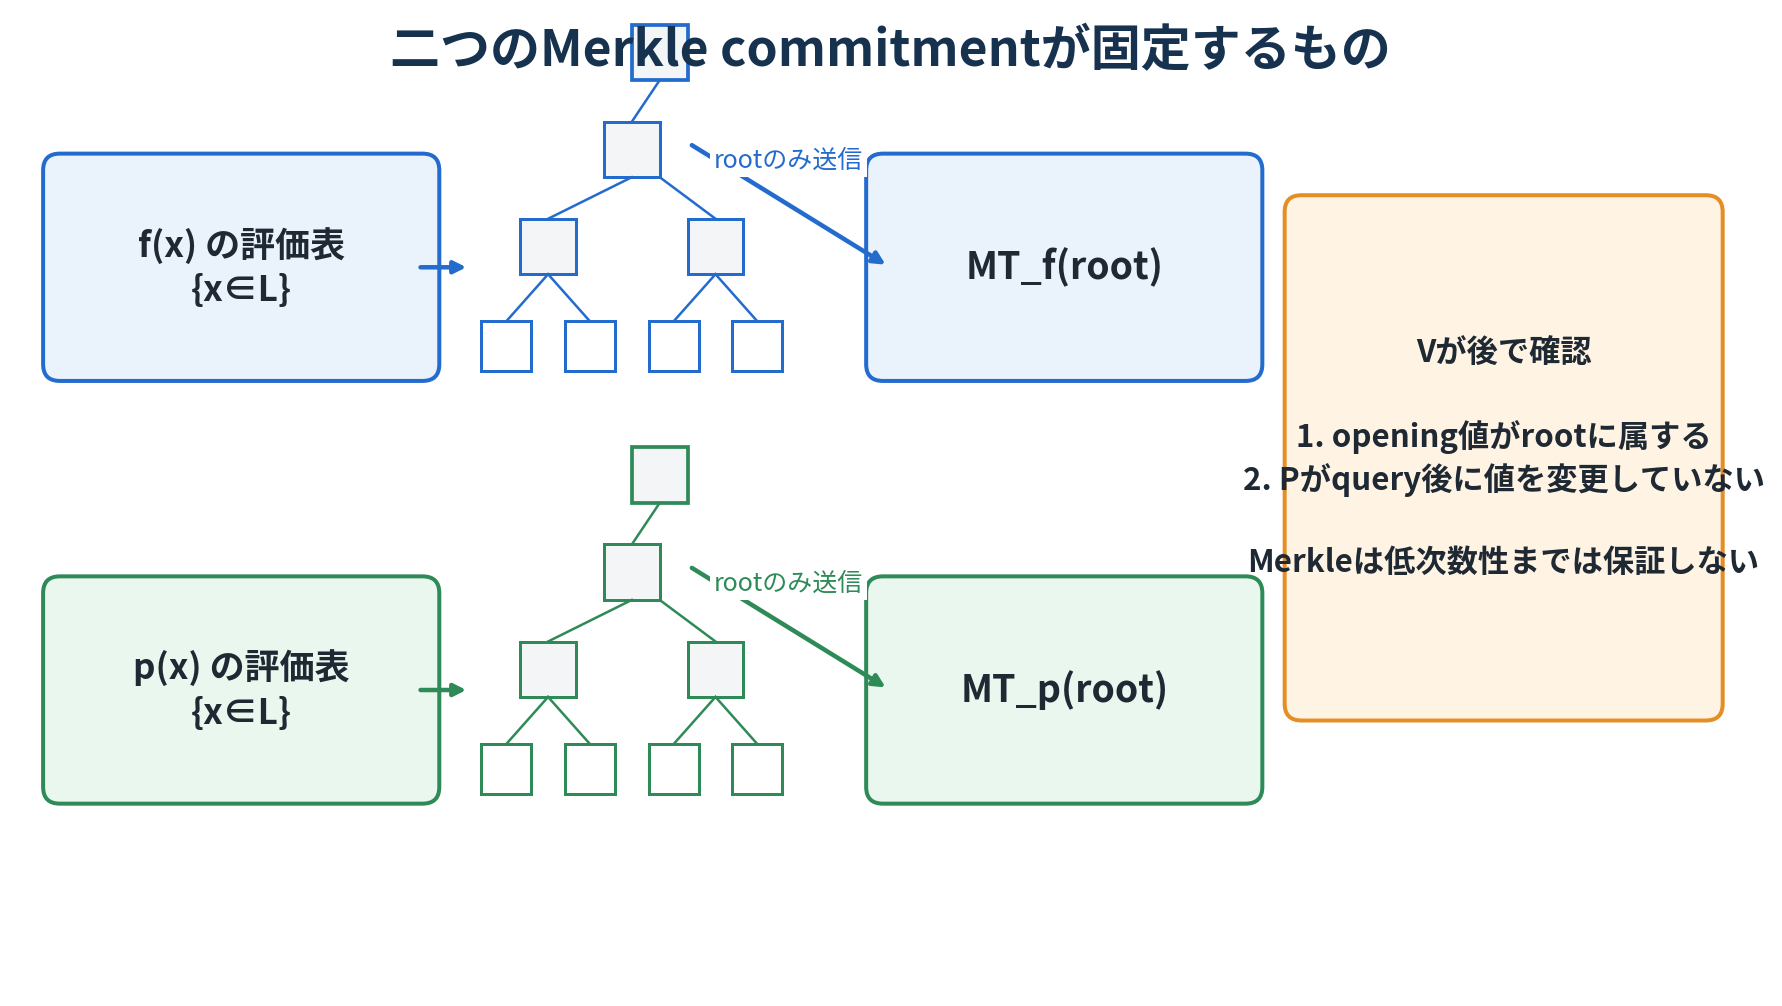 二つのMerkle commitmentが固定するもの
f(x) の評価表
{x∈L}
rootのみ送信
MT_f(root)
p(x) の評価表
{x∈L}
rootのみ送信
MT_p(root)
Vが後で確認
1. opening値がrootに属する
2. Pがquery後に値を変更していない
Merkleは低次数性までは保証しない